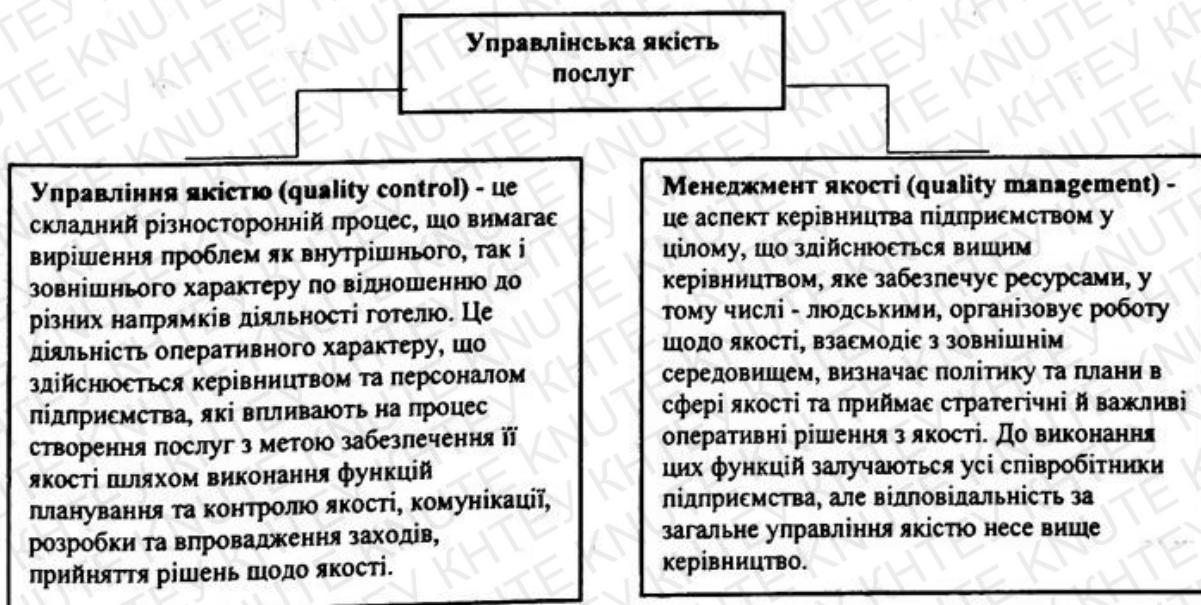 Управлінська якість
послуг
Управління якістю (quality control) - це
складний різносторонній процес, що вимагає
вирішення проблем як внутрішнього, так і
зовнішнього характеру по відношенню до
різних напрямків діяльності готелю. Це
діяльність оперативного характеру, що
здійснюється керівництвом та персоналом
підприємства, які впливають на процес
створення послуг з метою забезпечення її
якості шляхом виконання функцій
планування та контролю якості, комунікації,
розробки та впровадження заходів,
прийняття рішень щодо якості.
Менеджмент якості (quality management) -
це аспект керівництва підприємством у
цілому, що здійснюється вищим
керівництвом, яке забезпечує ресурсами, у
тому числі - людськими, організовує роботу
щодо якості, взаємодіє з зовнішнім
середовищем, визначає політику та плани в
сфері якості та приймає стратегічні й важливі
оперативні рішення з якості. До виконання
цих функцій залучаються усі співробітники
підприємства, але відповідальність за
загальне управління якістю несе вище
керівництво.